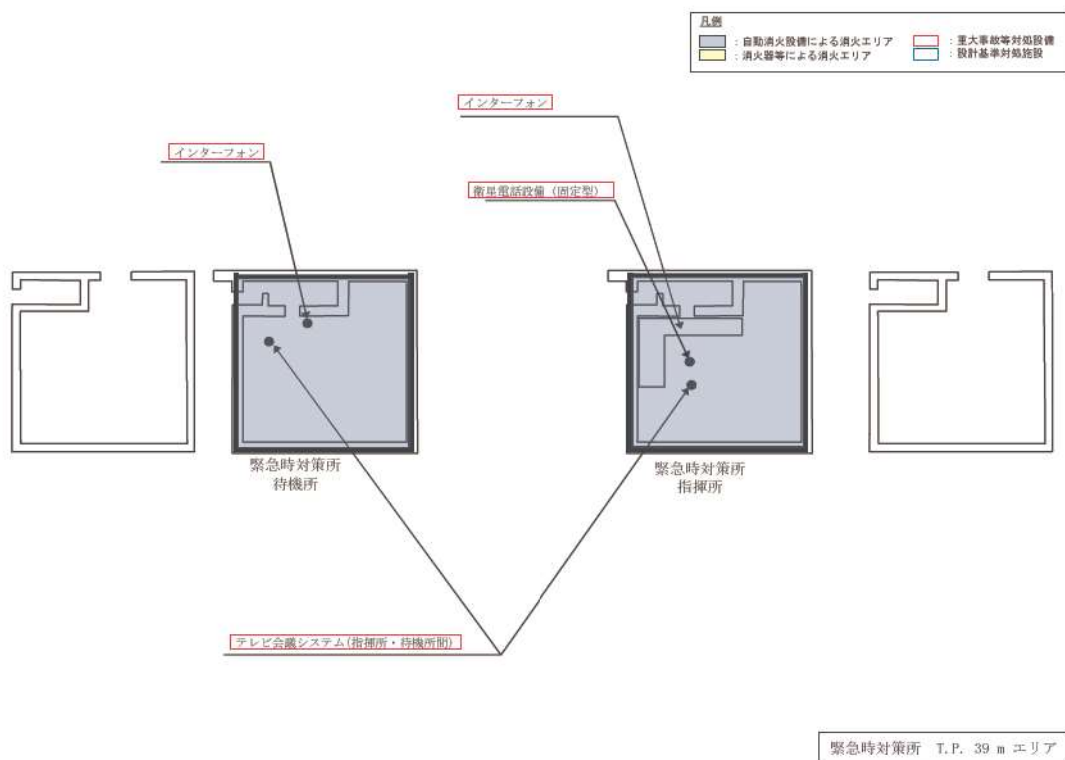 凡例
：自動消火設備による消火エリア
：消火器等による消火エリア
：重大事故等対処設備
：設計基準対処施設
インターフォン
インターフォン
衛星電話設備（固定型）
緊急時対策所
待機所
緊急時対策所
指揮所
テレビ会議システム(指揮所・待機所間)
緊急時対策所 T.P. 39 m エリア